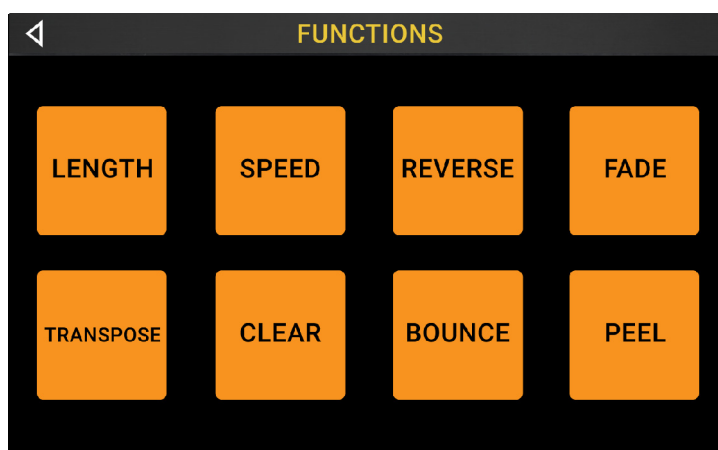 FUNCTIONS
LENGTH SPEED REVERSE FADE
TRANSPOSE CLEAR BOUNCE PEEL